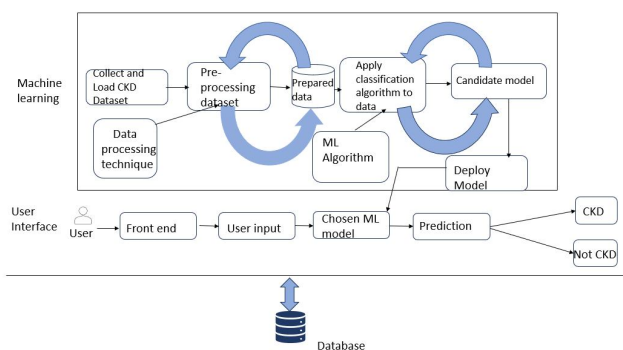 Machine
learning
Collect and
Load CKD
Dataset
Pre-
processing
dataset
Prepared
data
Apply
classification
algorithm to
data
Candidate model
Data
processing
technique
ML
Algorithm
Deploy
Model
User
Interface
User
Front end
User input
Chosen ML
model
Prediction
CKD
Not CKD
Database